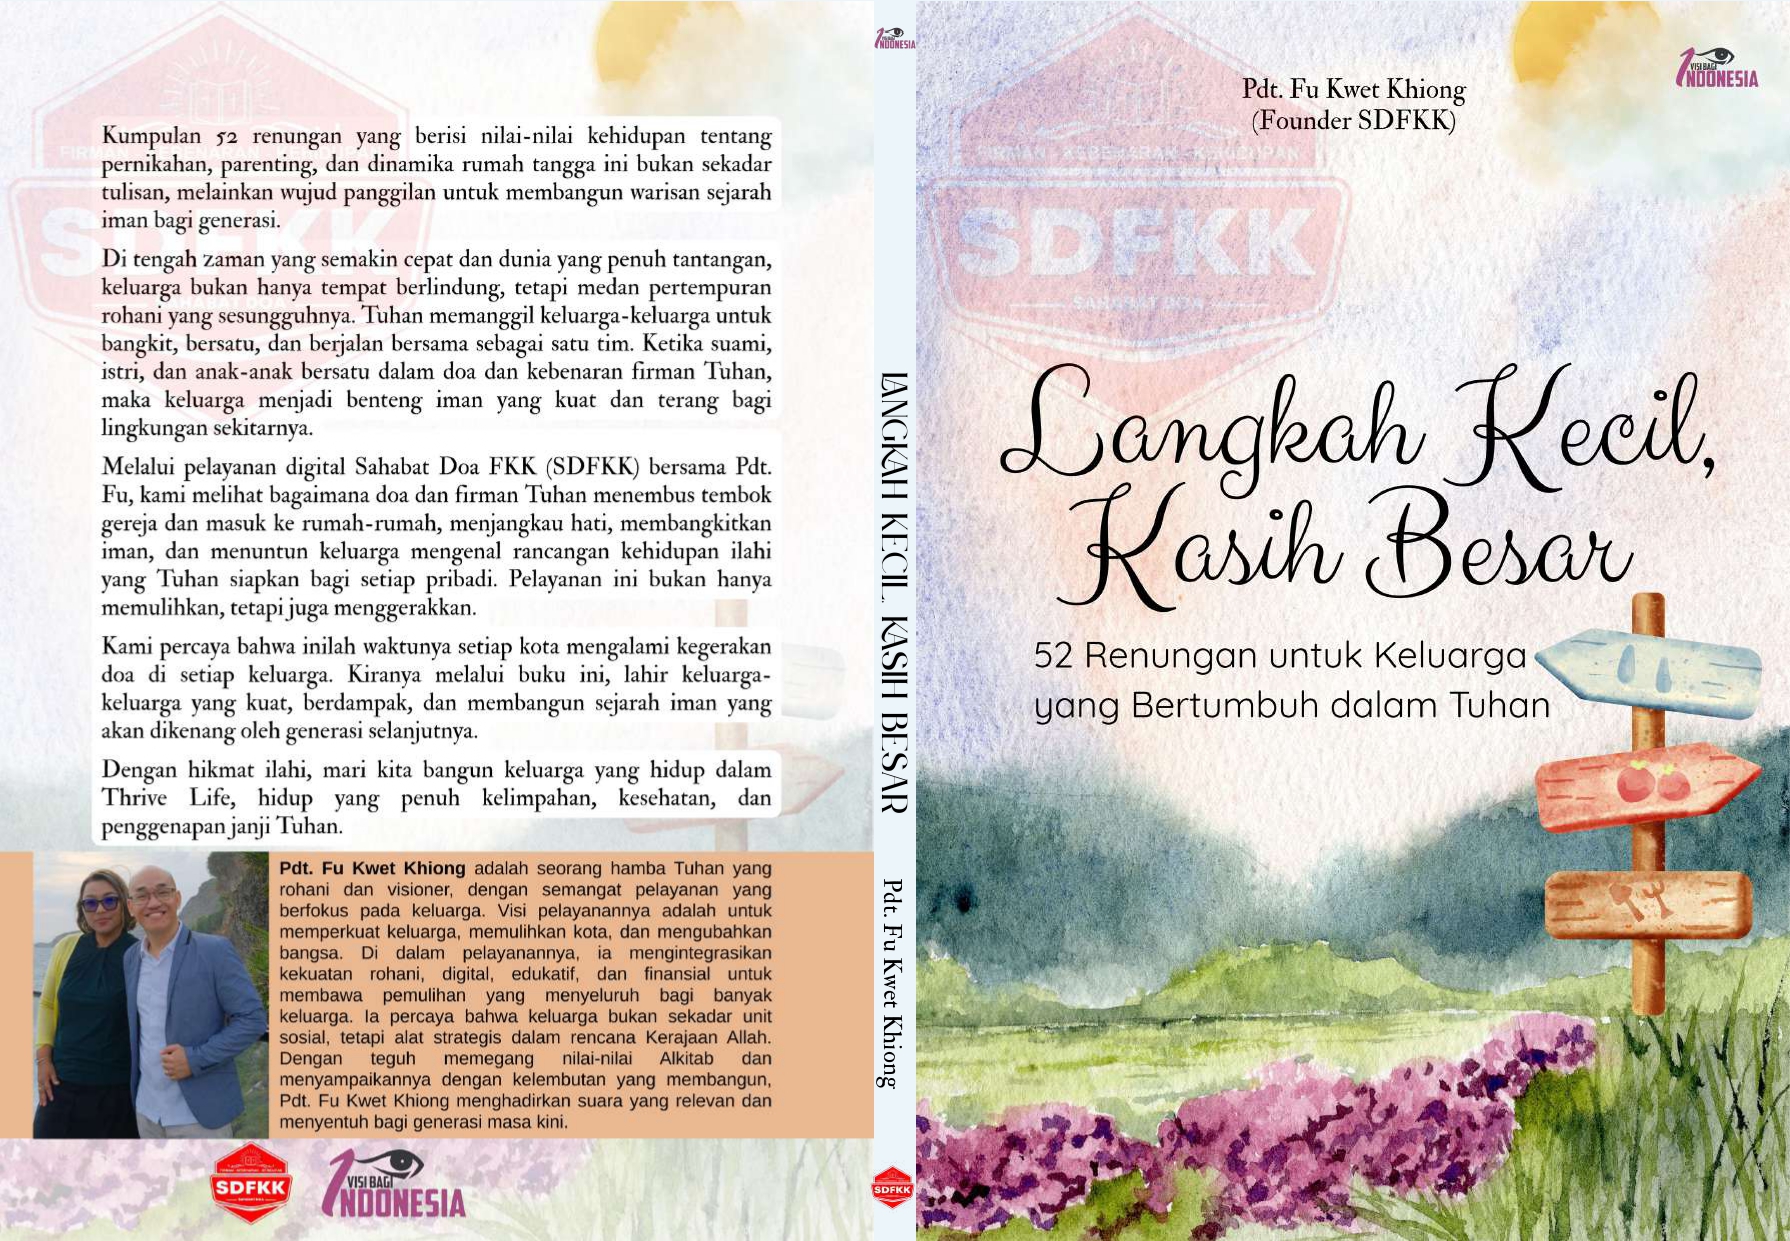 Kumpulan 52 renungan yang berisi nilai-nilai kehidupan tentang
pernikahan, parenting, dan dinamika rumah tangga ini bukan sekadar
tulisan, melainkan wujud panggilan untuk membangun warisan sejarah
iman bagi generasi.
Di tengah zaman yang semakin cepat dan dunia yang penuh tantangan,
keluarga bukan hanya tempat berlindung, tetapi medan pertempuran
rohani yang sesungguhnya. Tuhan memanggil keluarga-keluarga untuk
bangkit, bersatu, dan berjalan bersama sebagai satu tim. Ketika suami,
istri, dan anak-anak bersatu dalam doa dan kebenaran firman Tuhan,
maka keluarga menjadi benteng iman yang kuat dan terang bagi
lingkungan sekitarnya.
Melalui pelayanan digital Sahabat Doa FKK (SDFKK) bersama Pdt.
Fu, kami melihat bagaimana doa dan firman Tuhan menembus tembok
gereja dan masuk ke rumah-rumah, menjangkau hati, membangkitkan
iman, dan menuntun keluarga mengenal rancangan kehidupan ilahi
yang Tuhan siapkan bagi setiap pribadi. Pelayanan ini bukan hanya
memulihkan, tetapi juga menggerakkan.
Kami percaya bahwa inilah waktunya setiap kota mengalami kegerakan
doa di setiap keluarga. Kiranya melalui buku ini, lahir keluarga-
keluarga yang kuat, berdampak, dan membangun sejarah iman yang
akan dikenang oleh generasi selanjutnya.
Dengan hikmat ilahi, mari kita bangun keluarga yang hidup dalam
Thrive Life, hidup yang penuh kelimpahan, kesehatan, dan
penggenapan janji Tuhan.
Pdt. Fu Kwet Khiong adalah seorang hamba Tuhan yang
rohani dan visioner, dengan semangat pelayanan yang
berfokus pada keluarga. Visi pelayanannya adalah untuk
memperkuat keluarga, memulihkan kota, dan mengubahkan
bangsa. Di dalam pelayanannya, ia mengintegrasikan
kekuatan rohani, digital, edukatif, dan finansial untuk
membawa pemulihan yang menyeluruh bagi banyak
keluarga. Ia percaya bahwa keluarga bukan sekadar unit
sosial, tetapi alat strategis dalam rencana Kerajaan Allah.
Dengan teguh memegang nilai-nilai Alkitab dan
menyampaikannya dengan kelembutan yang membangun,
Pdt. Fu Kwet Khiong menghadirkan suara yang relevan dan
menyentuh bagi generasi masa kini.
SDFKK
VISI BAGI
INDONESIA
INDONESIA
LANGKAH KECIL, KASIH BESAR
Pdt. Fu Kwet Khiong
SDFKK
VISI BAGI
INDONESIA
Pdt. Fu Kwet Khiong
(Founder SDFKK)
FIRMAN - KEBENARAN - KEHIDUPAN
SDFKK
SAHABAT DOA
Langkah Kecil,
Kasih Besar
52 Renungan untuk Keluarga
yang Bertumbuh dalam Tuhan